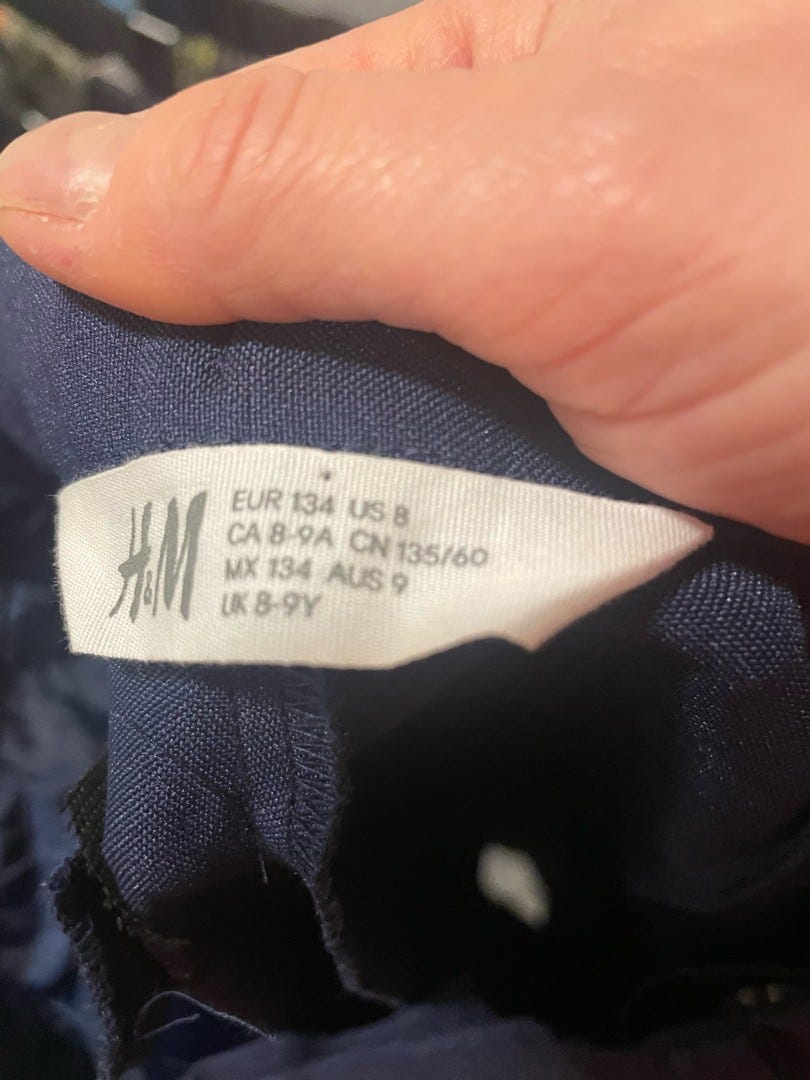 H&M
EUR 134 US 8
CA 8-9A CN 135/60
MX 134 AUS 9
UK 8-9Y